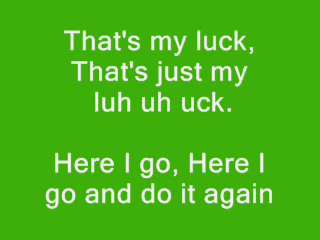 That's my luck,
That's just my
luh uh uck.
Here I go, Here I
go and do it again